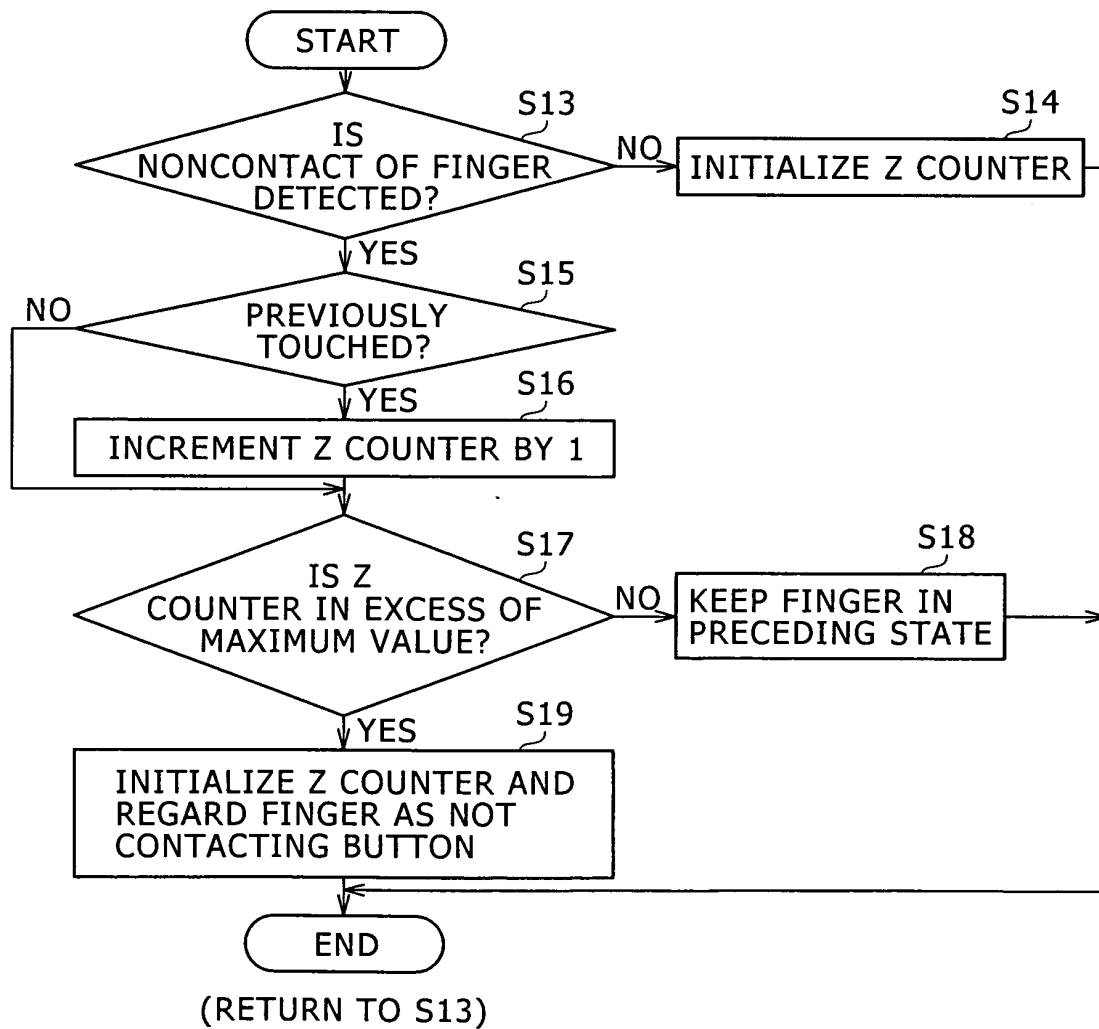 START
S13
IS
NONCONTACT OF FINGER
DETECTED?
NO
S14
INITIALIZE Z COUNTER
YES
S15
NO
PREVIOUSLY
TOUCHED?
YES
S16
INCREMENT Z COUNTER BY 1
S17
IS Z
COUNTER IN EXCESS OF
MAXIMUM VALUE?
NO
S18
KEEP FINGER IN
PRECEDING STATE
YES
S19
INITIALIZE Z COUNTER AND
REGARD FINGER AS NOT
CONTACTING BUTTON
END
(RETURN TO S13)